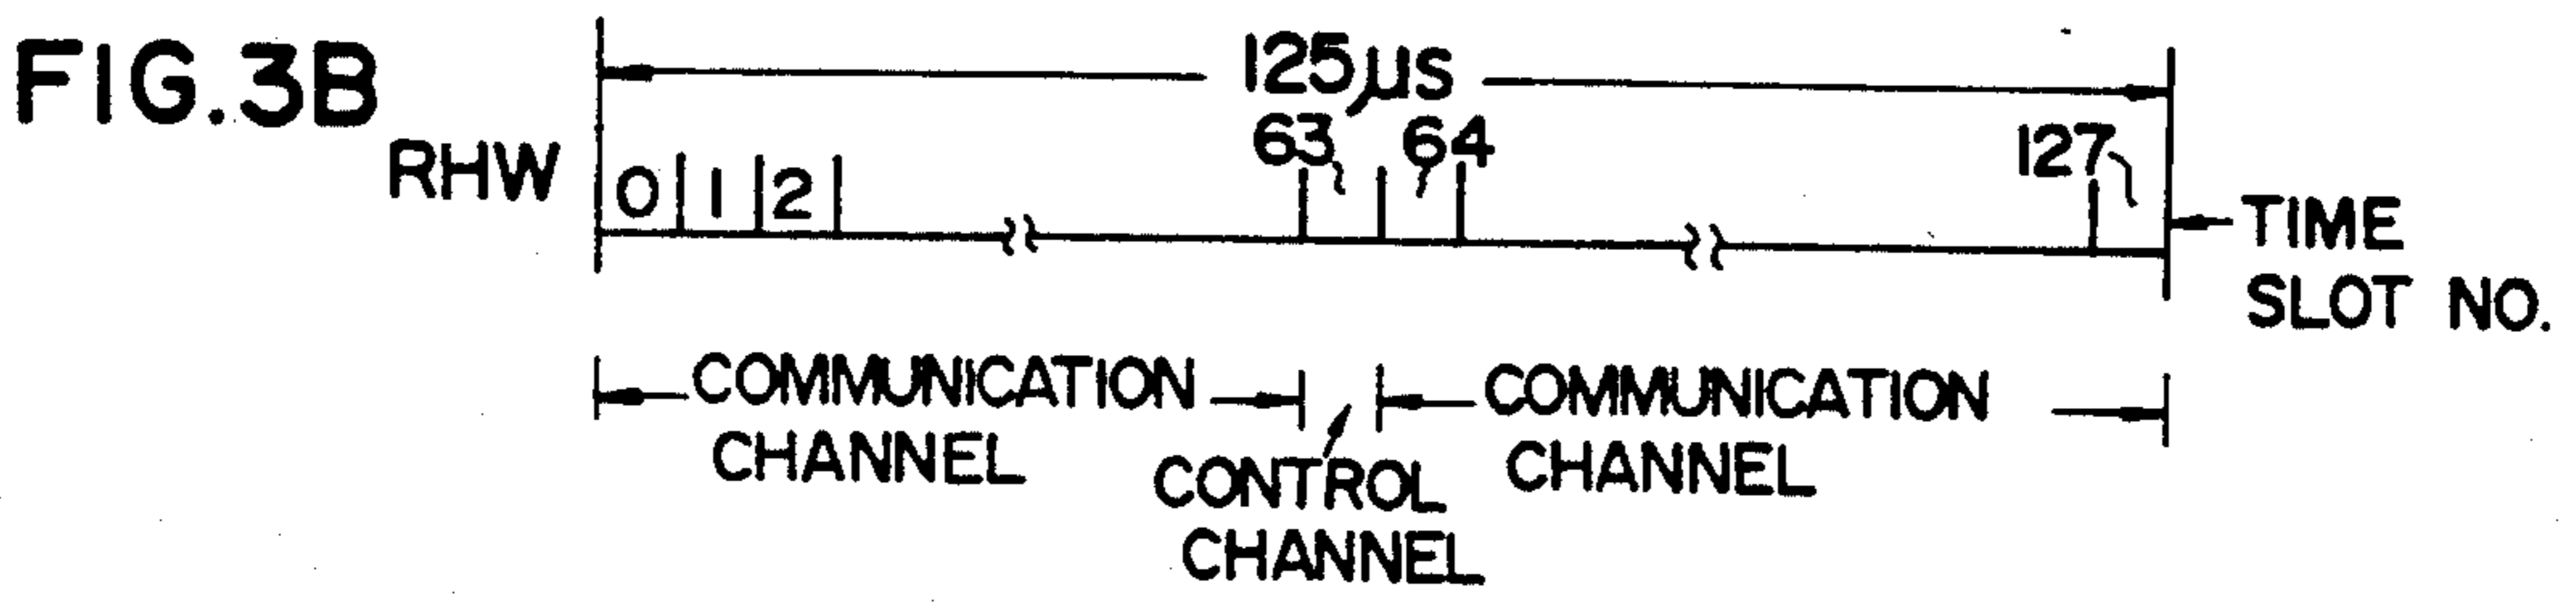 FIG.3B
125µs
RHW
0 1 2
63 64
127
TIME
SLOT NO.
COMMUNICATION
CHANNEL
CONTROL
CHANNEL
COMMUNICATION
CHANNEL